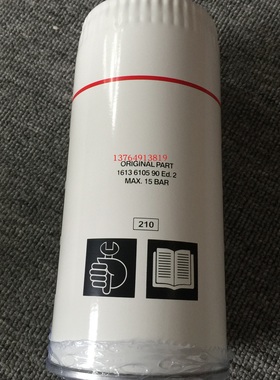 13764913819
ORIGINAL PART
1613 6105 90 Ed. 2
MAX. 15 BAR
210